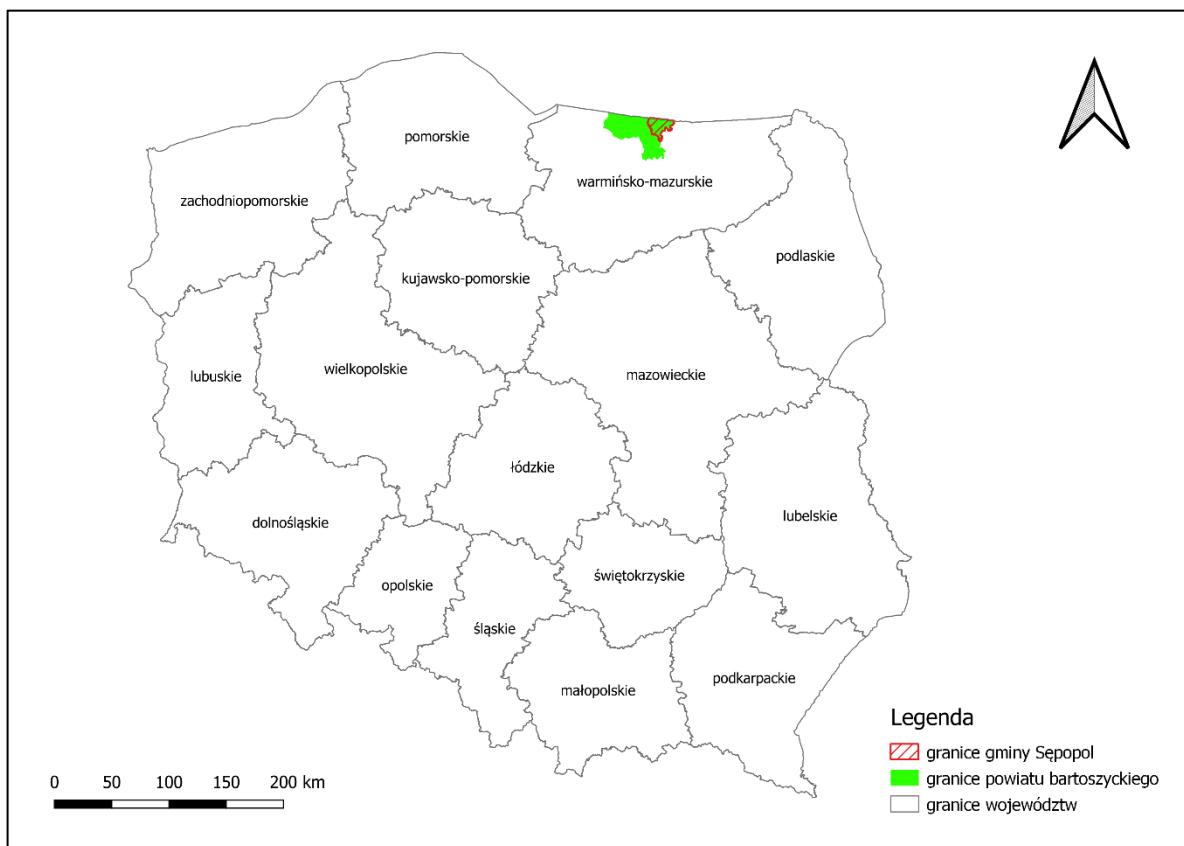 pomorskie
warmińsko-mazurskie
zachodniopomorskie
podlaskie
kujawsko-pomorskie
lubuskie
wielkopolskie
mazowieckie
łódzkie
dolnośląskie
lubelskie
opolskie
świętokrzyskie
śląskie
małopolskie
podkarpackie
Legenda
granice gminy Sępopol
granice powiatu bartoszyckiego
granice województw
0 50 100 150 200 km